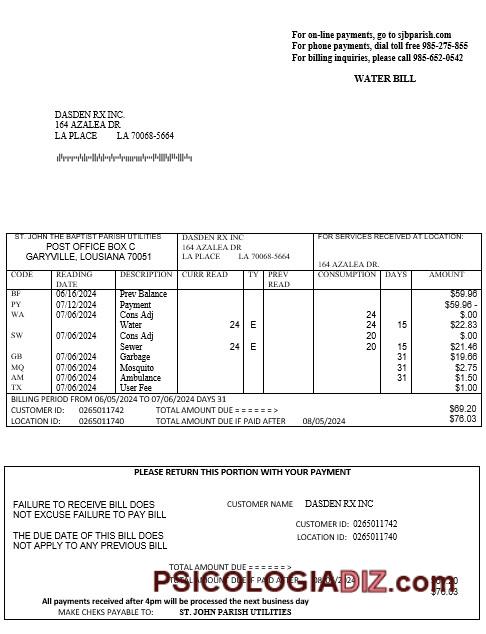 For on-line payments, go to sjbparish.com
For phone payments, dial toll free 985-275-855
For billing inquiries, please call 985-652-0542
WATER BILL
DASDEN RX INC.
164 AZALEA DR
LA PLACE LA 70068-5664
ST. JOHN THE BAPTIST PARISH UTILITIES
POST OFFICE BOX C
GARYVILLE, LOUSIANA 70051
DASDEN RX INC
164 AZALEA DR
LA PLACE LA 70068-5664
FOR SERVICES RECEIVED AT LOCATION:
164 AZALEA DR.
CODE READING DATE DESCRIPTION CURR READ TY PREV READ CONSUMPTION DAYS AMOUNT
BF 06/16/2024 Prev Balance $59.96
PY 07/12/2024 Payment $59.96 -
WA 07/06/2024 Cons Adj 24 $.00
Water 24 E 24 15 $22.83
SW 07/06/2024 Cons Adj 20 $.00
Sewer 24 E 20 15 $21.46
GB 07/06/2024 Garbage 31 $19.66
MQ 07/06/2024 Mosquito 31 $2.75
AM 07/06/2024 Ambulance 31 $1.50
TX 07/06/2024 User Fee $1.00
BILLING PERIOD FROM 06/05/2024 TO 07/06/2024 DAYS 31
CUSTOMER ID: 0265011742 TOTAL AMOUNT DUE = = = = = = > $69.20
LOCATION ID: 0265011740 TOTAL AMOUNT DUE IF PAID AFTER 08/05/2024 $76.03
PLEASE RETURN THIS PORTION WITH YOUR PAYMENT
FAILURE TO RECEIVE BILL DOES
NOT EXCUSE FAILURE TO PAY BILL
CUSTOMER NAME DASDEN RX INC
CUSTOMER ID: 0265011742
THE DUE DATE OF THIS BILL DOES
NOT APPLY TO ANY PREVIOUS BILL
LOCATION ID: 0265011740
TOTAL AMOUNT DUE = = = = = = >
TOTAL AMOUNT DUE IF PAID AFTER 08/05/2024 $69.20
PSICOLOGIADIZ.com
$76.03
All payments received after 4pm will be processed the next business day
MAKE CHEKS PAYABLE TO: ST. JOHN PARISH UTILITIES